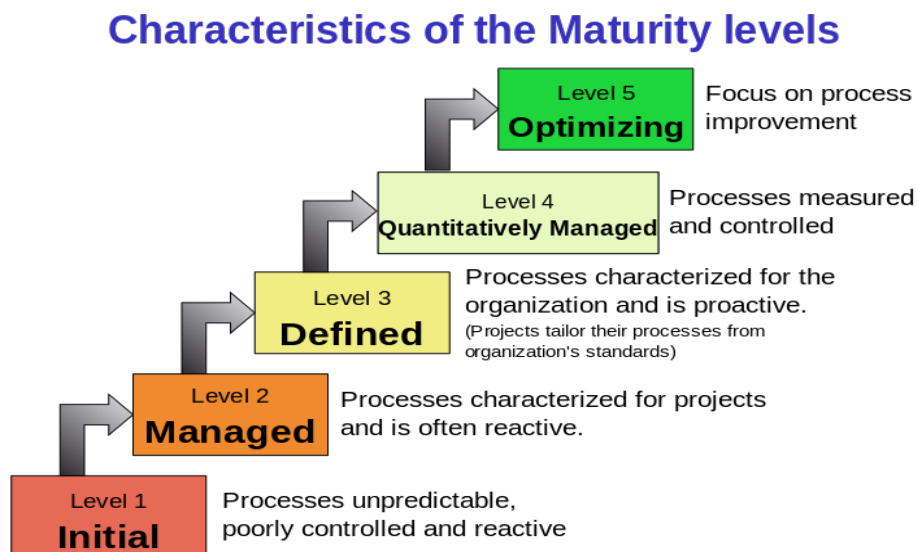 Characteristics of the Maturity levels
Level 5
Optimizing
Focus on process
improvement
Level 4
Quantitatively Managed
Processes measured
and controlled
Level 3
Defined
Processes characterized for the
organization and is proactive.
(Projects tailor their processes from
organization's standards)
Level 2
Managed
Processes characterized for projects
and is often reactive.
Level 1
Initial
Processes unpredictable,
poorly controlled and reactive